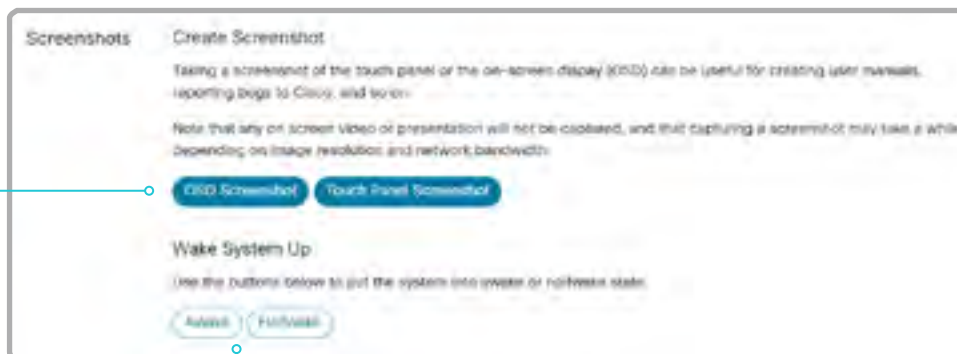 Screenshots
Create Screenshot
Taking a screenshot of the touch panel or the on-screen display (OSD) can be useful for creating user manuals,
reporting bugs to Cisco, and so on.
Note that any on screen video or presentation will not be captured, and that capturing a screenshot may take a while
depending on image resolution and network bandwidth.
OSD Screenshot
Touch Panel Screenshot
Wake System Up
Use the buttons below to put the system into awake or halfwake state.
Awake
Halfwake